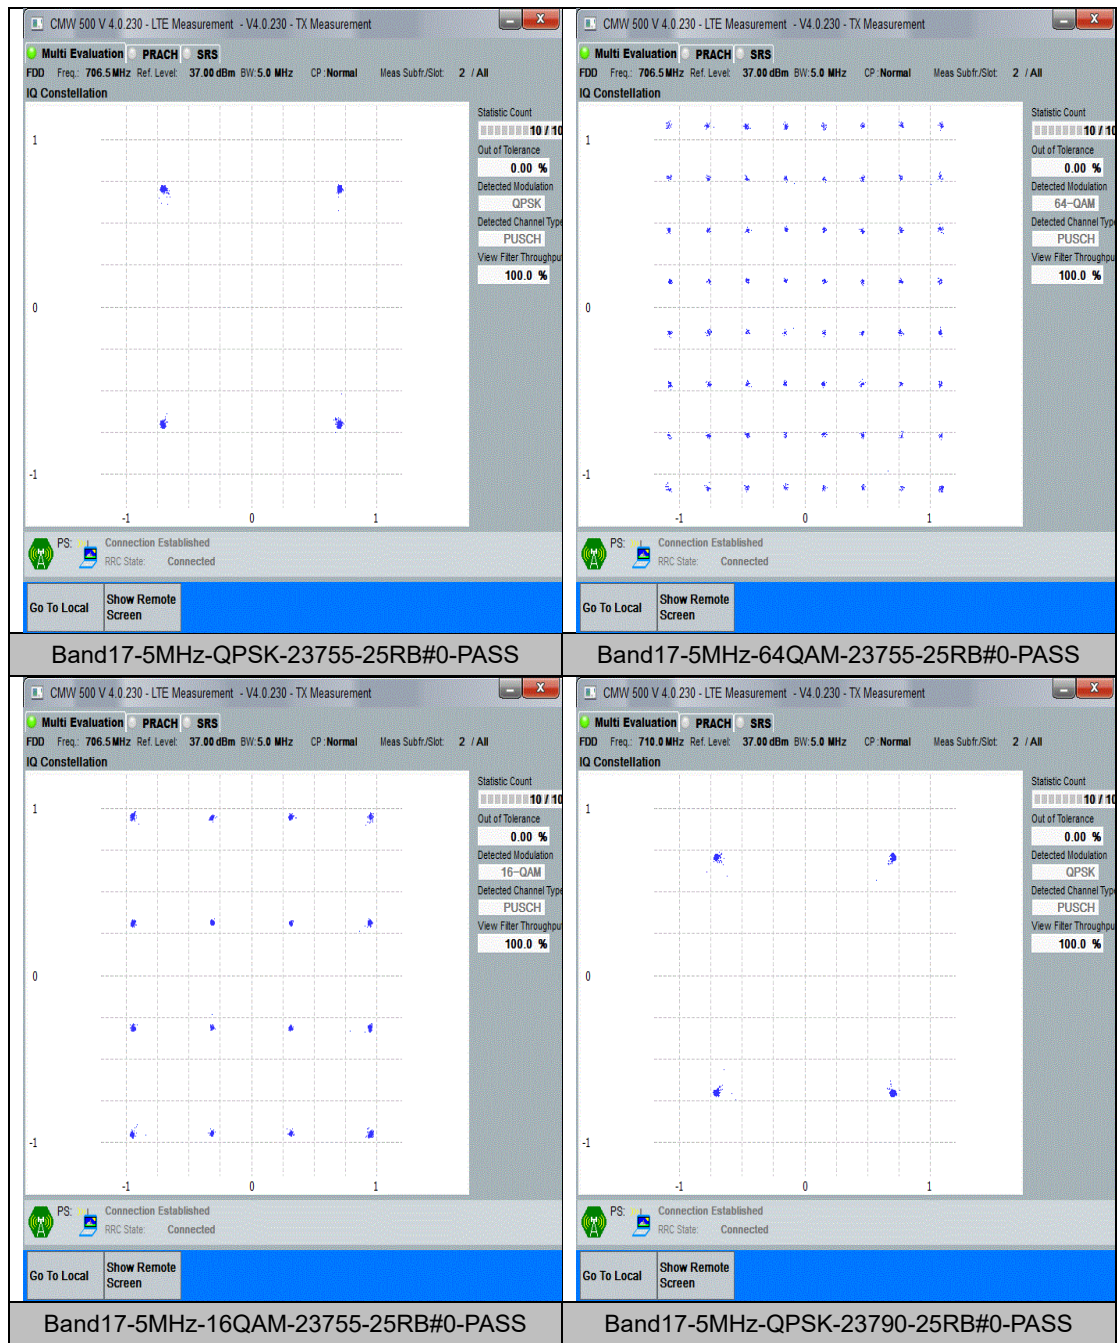 CMW 500 V 4.0.230 - LTE Measurement - V4.0.230 - TX Measurement
Multi Evaluation PRACH SRS
FDD Freq.: 706.5 MHz Ref. Level: 37.00 dBm BW: 5.0 MHz CP : Normal Meas Subfr./Slot: 2 / All
IQ Constellation
Statistic Count
10 / 10
Out of Tolerance
0.00 %
Detected Modulation
QPSK
Detected Channel Type
PUSCH
View Filter Throughpu
100.0 %
1
0
-1
-1 0 1
PS: Connection Established
RRC State: Connected
Go To Local
Show Remote
Screen
Band17-5MHz-QPSK-23755-25RB#0-PASS
CMW 500 V 4.0.230 - LTE Measurement - V4.0.230 - TX Measurement
Multi Evaluation PRACH SRS
FDD Freq.: 706.5 MHz Ref. Level: 37.00 dBm BW: 5.0 MHz CP : Normal Meas Subfr./Slot: 2 / All
IQ Constellation
Statistic Count
10 / 10
Out of Tolerance
0.00 %
Detected Modulation
64-QAM
Detected Channel Type
PUSCH
View Filter Throughpu
100.0 %
1
0
-1
-1 0 1
PS: Connection Established
RRC State: Connected
Go To Local
Show Remote
Screen
Band17-5MHz-64QAM-23755-25RB#0-PASS
CMW 500 V 4.0.230 - LTE Measurement - V4.0.230 - TX Measurement
Multi Evaluation PRACH SRS
FDD Freq.: 706.5 MHz Ref. Level: 37.00 dBm BW: 5.0 MHz CP : Normal Meas Subfr./Slot: 2 / All
IQ Constellation
Statistic Count
10 / 10
Out of Tolerance
0.00 %
Detected Modulation
16-QAM
Detected Channel Type
PUSCH
View Filter Throughpu
100.0 %
1
0
-1
-1 0 1
PS: Connection Established
RRC State: Connected
Go To Local
Show Remote
Screen
Band17-5MHz-16QAM-23755-25RB#0-PASS
CMW 500 V 4.0.230 - LTE Measurement - V4.0.230 - TX Measurement
Multi Evaluation PRACH SRS
FDD Freq.: 710.0 MHz Ref. Level: 37.00 dBm BW: 5.0 MHz CP : Normal Meas Subfr./Slot: 2 / All
IQ Constellation
Statistic Count
10 / 10
Out of Tolerance
0.00 %
Detected Modulation
QPSK
Detected Channel Type
PUSCH
View Filter Throughpu
100.0 %
1
0
-1
-1 0 1
PS: Connection Established
RRC State: Connected
Go To Local
Show Remote
Screen
Band17-5MHz-QPSK-23790-25RB#0-PASS